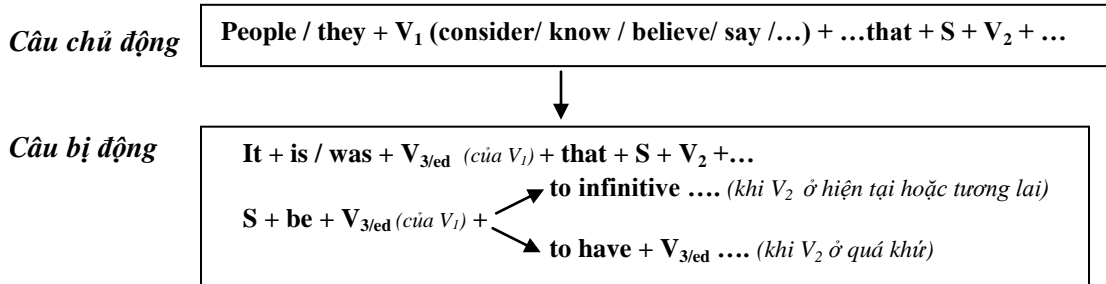 Câu chủ động
People / they + V1 (consider/ know / believe/ say /…) + …that + S + V2 + …
Câu bị động
It + is / was + V3/ed (của V1) + that + S + V2 +…
to infinitive …. (khi V2 ở hiện tại hoặc tương lai)
S + be + V3/ed (của V1) +
to have + V3/ed …. (khi V2 ở quá khứ)